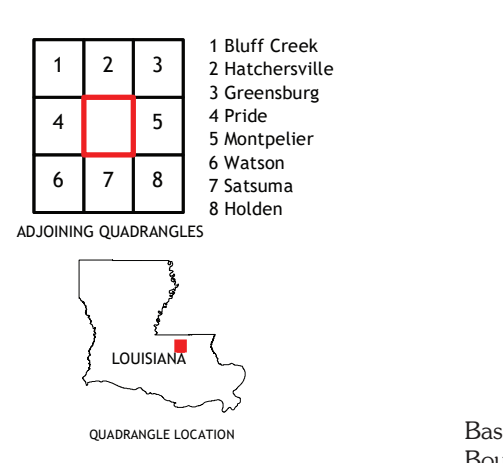 1 2 3
4 5
6 7 8
ADJOINING QUADRANGLES
1 Bluff Creek
2 Hatchersville
3 Greensburg
4 Pride
5 Montpelier
6 Watson
7 Satsuma
8 Holden
LOUISIANA
QUADRANGLE LOCATION
Bas